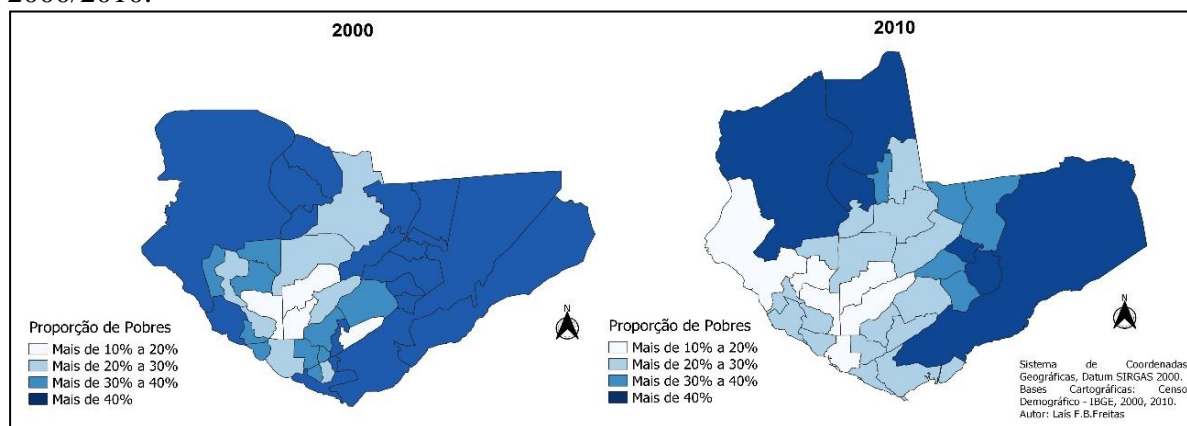 2000/2010.
2000
2010
N
Proporção de Pobres
Mais de 10% a 20%
Mais de 20% a 30%
Mais de 30% a 40%
Mais de 40%
N
Proporção de Pobres
Mais de 10% a 20%
Mais de 20% a 30%
Mais de 30% a 40%
Mais de 40%
Sistema de Coordenadas
Geográficas, Datum SIRGAS 2000.
Bases Cartográficas: Censo
Demográfico - IBGE, 2000, 2010.
Autor: Laís F.B.Freitas